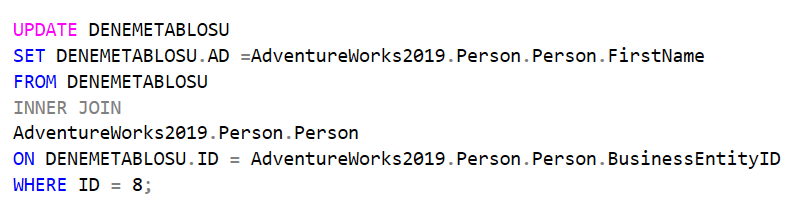 UPDATE DENEMETABLOSU
SET DENEMETABLOSU.AD =AdventureWorks2019.Person.Person.FirstName
FROM DENEMETABLOSU
INNER JOIN
AdventureWorks2019.Person.Person
ON DENEMETABLOSU.ID = AdventureWorks2019.Person.Person.BusinessEntityID
WHERE ID = 8;